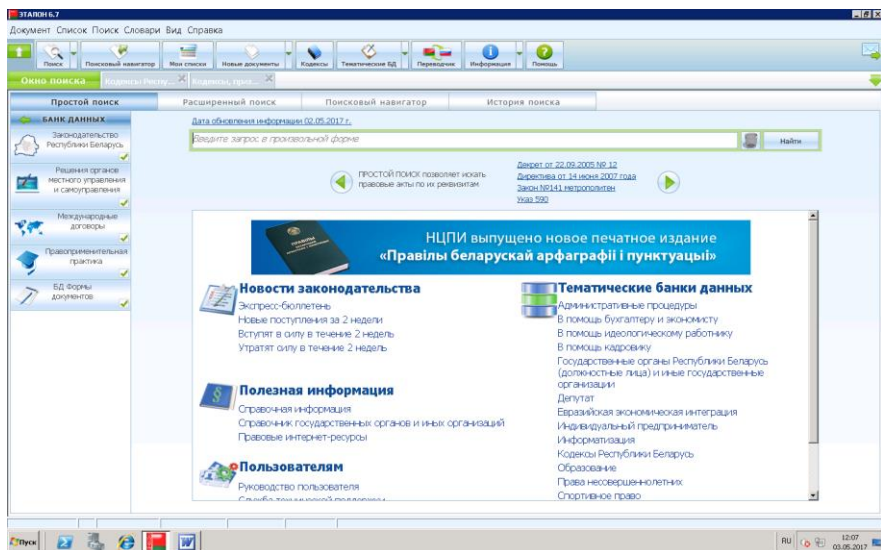 ЭТАЛОН 6.7
Документ Список Поиск Словари Вид Справка
Поиск Поисковый навигатор Мои списки Новые документы Кодексы Тематические БД Переводчик Информация Помощь
Окно поиска Кодексы Респу... Кодексы, прис...
Простой поиск Расширенный поиск Поисковый навигатор История поиска
БАНК ДАННЫХ
Законодательство
Республики Беларусь
Решения органов
местного управления
и самоуправления
Международные
договоры
Правоприменительная
практика
БД Формы
документов
Дата обновления информации 02.05.2017 г.
Введите запрос в произвольной форме
Найти
ПРОСТОЙ ПОИСК позволяет искать
правовые акты по их реквизитам
Декрет от 22.09.2005 № 12
Директива от 14 июня 2007 года
Закон №141 метрополитен
Указ 590
НЦПИ выпущено новое печатное издание
«Правілы беларускай арфаграфіі і пунктуацыі»
Новости законодательства
Экспресс-бюллетень
Новые поступления за 2 недели
Вступят в силу в течение 2 недель
Утратят силу в течение 2 недель
Полезная информация
Справочная информация
Справочник государственных органов и иных организаций
Правовые интернет-ресурсы
Пользователям
Руководство пользователя
Служба технической поддержки
Тематические банки данных
Административные процедуры
В помощь бухгалтеру и экономисту
В помощь идеологическому работнику
В помощь кадровику
Государственные органы Республики Беларусь
(должностные лица) и иные государственные
организации
Депутат
Евразийская экономическая интеграция
Индивидуальный предприниматель
Информатизация
Кодексы Республики Беларусь
Образование
Права несовершеннолетних
Спортивное право
Пуск
RU
12:07
03.05.2017